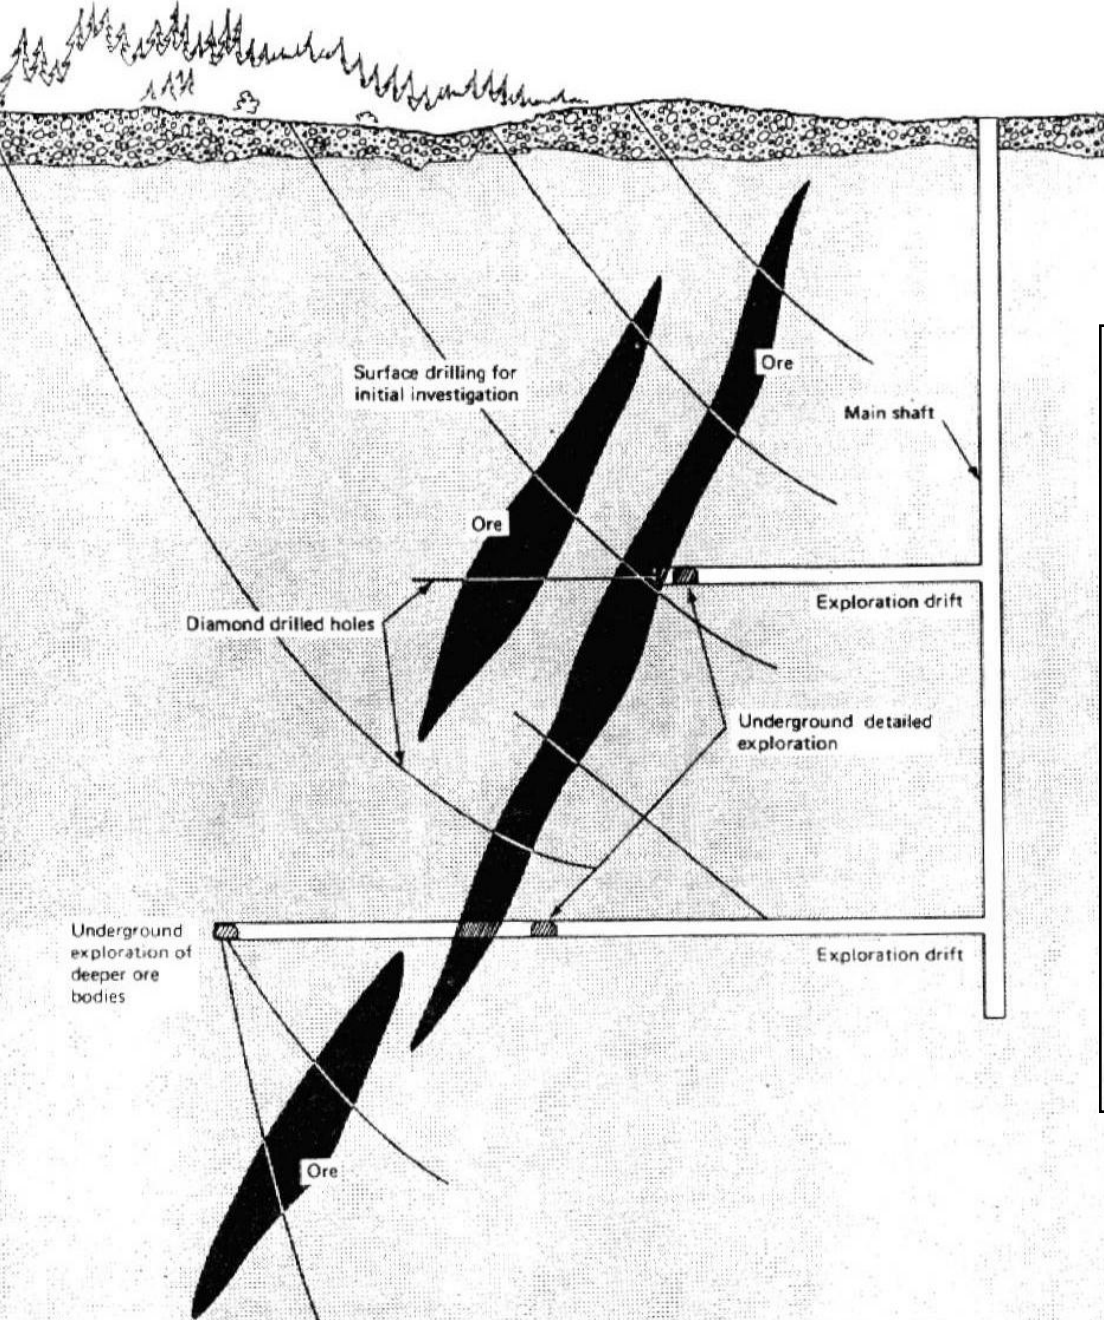 Surface drilling for
initial investigation
Ore
Main shaft
Ore
Exploration drift
Diamond drilled holes
Underground detailed
exploration
Underground
exploration of
deeper ore
bodies
Exploration drift
Ore